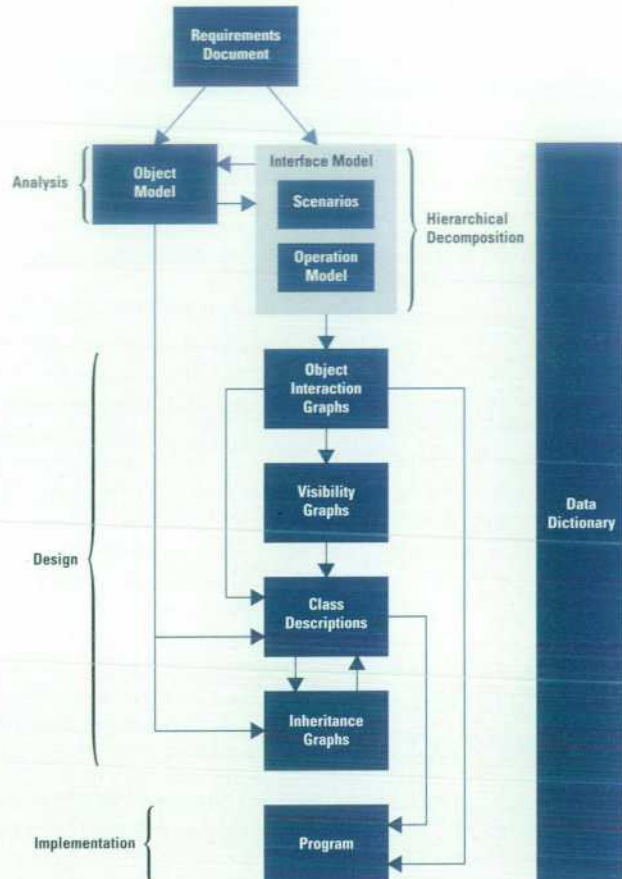 Requirements
Document
Analysis
Object
Model
Interface Model
Scenarios
Operation
Model
Hierarchical
Decomposition
Object
Interaction
Graphs
Visibility
Graphs
Data
Dictionary
Design
Class
Descriptions
Inheritance
Graphs
Implementation
Program